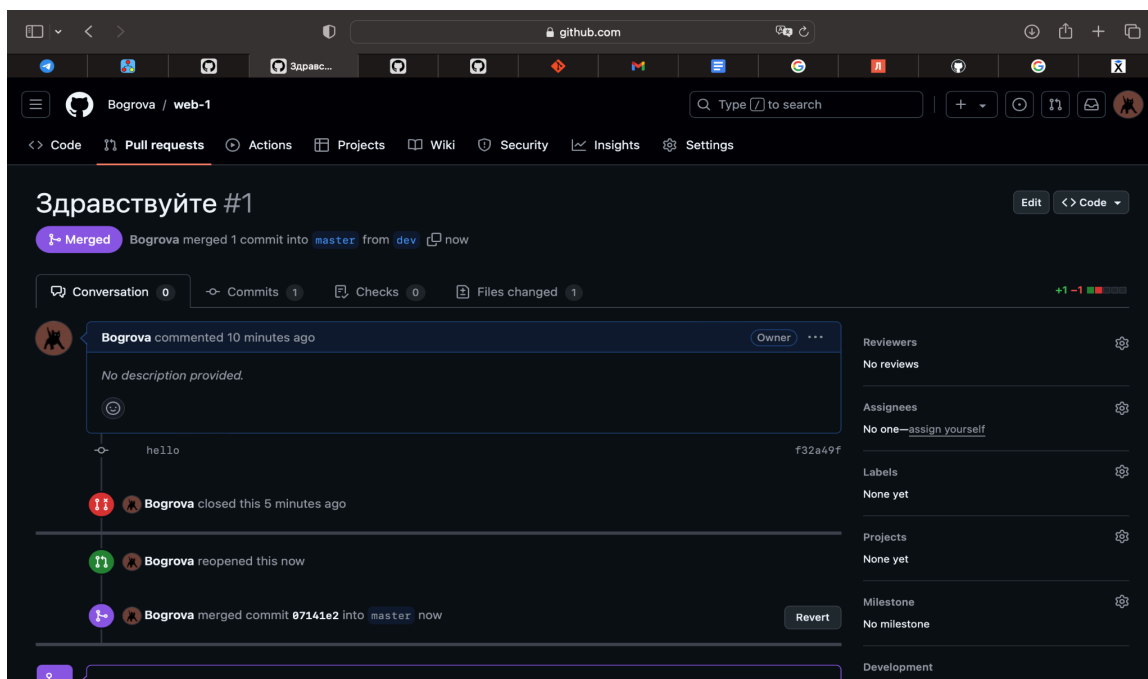 github.com
Здравс...
Л
Bogrova / web-1
Type / to search
Code Pull requests Actions Projects Wiki Security Insights Settings
Здравствуйте #1
Edit <> Code
Merged Bogrova merged 1 commit into master from dev now
Conversation 0 Commits 1 Checks 0 Files changed 1 +1 −1
Bogrova commented 10 minutes ago Owner ...
No description provided.
hello f32a49f
Bogrova closed this 5 minutes ago
Bogrova reopened this now
Bogrova merged commit 07141e2 into master now Revert
Reviewers
No reviews
Assignees
No one—assign yourself
Labels
None yet
Projects
None yet
Milestone
No milestone
Development